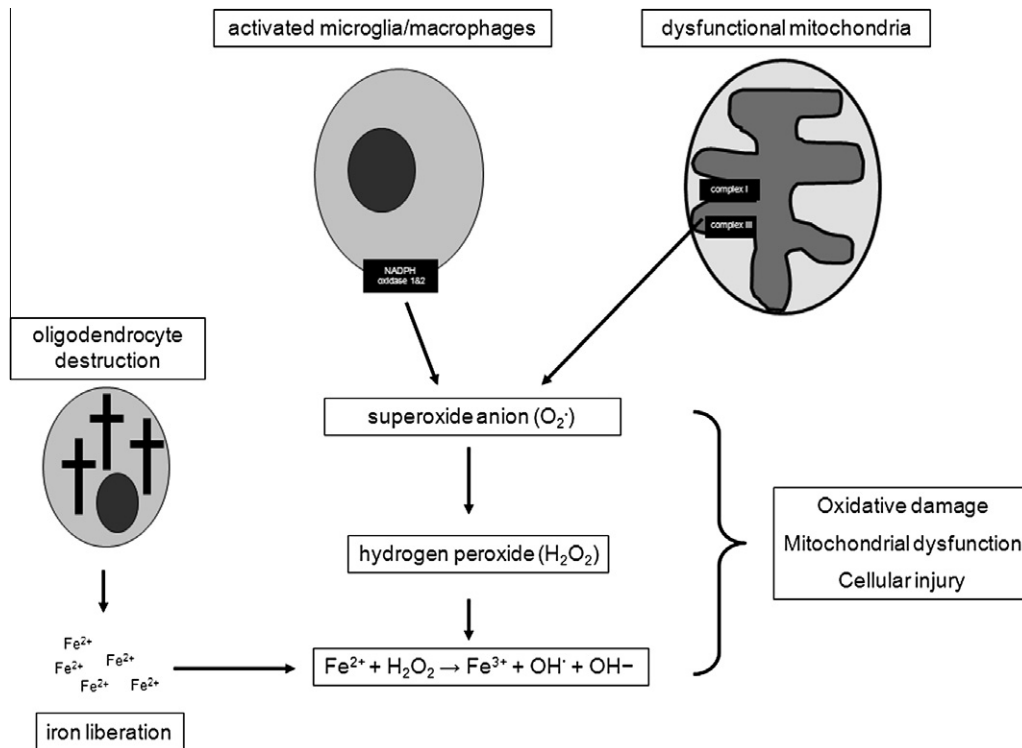 activated microglia/macrophages
dysfunctional mitochondria
complex I
complex III
NADPH
oxidase 1&2
oligodendrocyte
destruction
superoxide anion (O₂·)
Oxidative damage
Mitochondrial dysfunction
Cellular injury
hydrogen peroxide (H₂O₂)
Fe²⁺
Fe²⁺
Fe²⁺
Fe²⁺
Fe²⁺
Fe²⁺ + H₂O₂ → Fe³⁺ + OH· + OH−
iron liberation